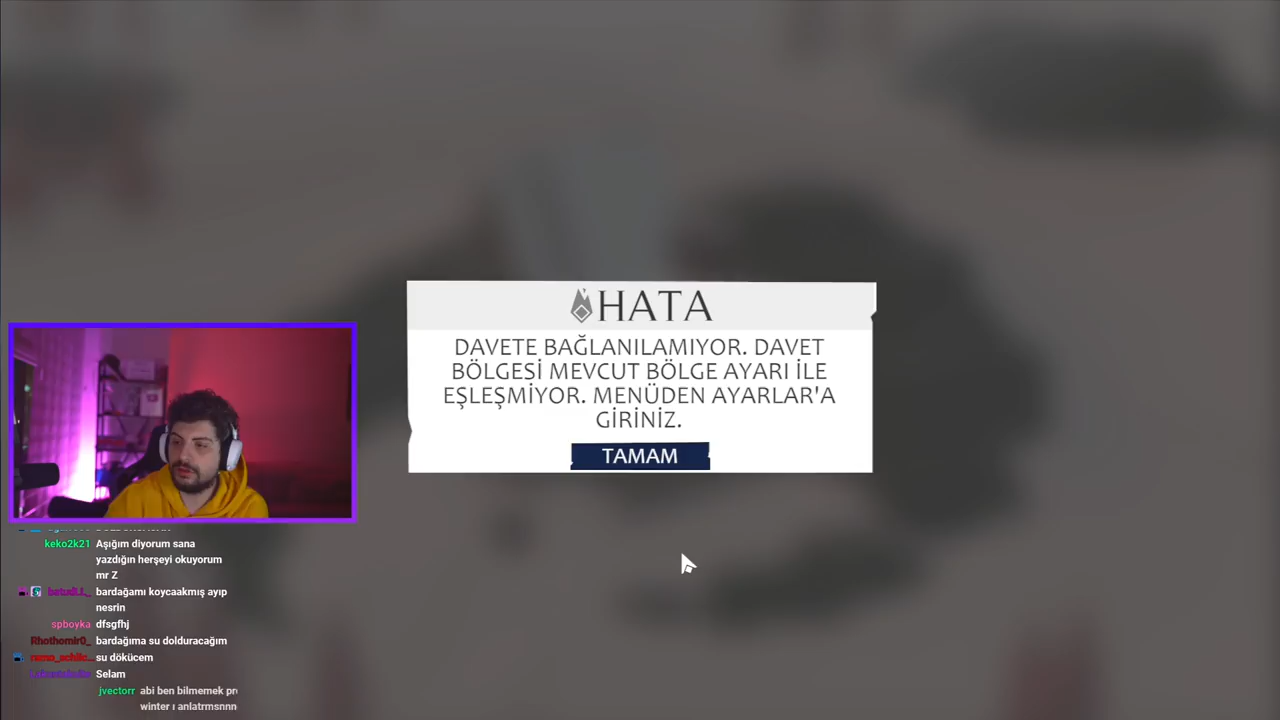 HATA
DAVETE BAĞLANILAMIYOR. DAVET
BÖLGESİ MEVCUT BÖLGE AYARI İLE
EŞLEŞMİYOR. MENÜDEN AYARLAR'A
GİRİNİZ.
TAMAM
keko2k21 Aşığım diyorum sana
yazdığın herşeyi okuyorum
mr Z
bardağamı koycaakmış ayıp
nesrin
spboyka dfsgfhj
Rhothomir0_ bardağıma su dolduracağım
su dökücem
Selam
jvectorr abi ben bilmemek
winter ı anlatrmsnnn